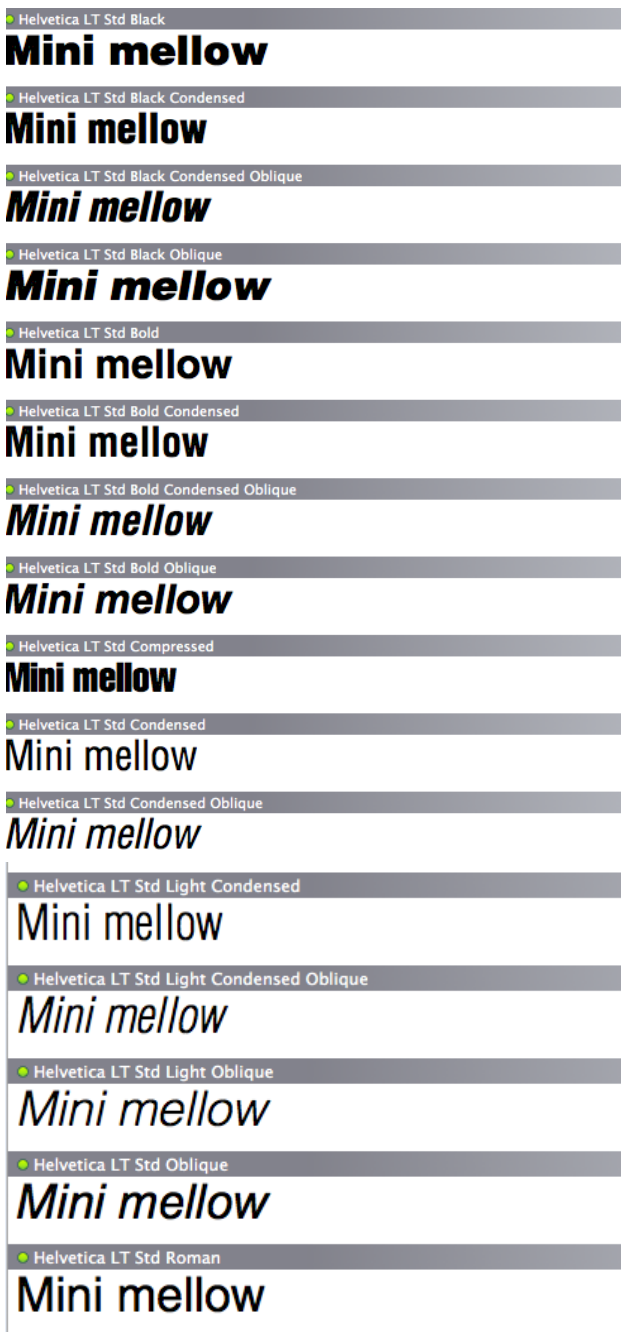 Helvetica LT Std Black
Mini mellow
Helvetica LT Std Black Condensed
Mini mellow
Helvetica LT Std Black Condensed Oblique
Mini mellow
Helvetica LT Std Black Oblique
Mini mellow
Helvetica LT Std Bold
Mini mellow
Helvetica LT Std Bold Condensed
Mini mellow
Helvetica LT Std Bold Condensed Oblique
Mini mellow
Helvetica LT Std Bold Oblique
Mini mellow
Helvetica LT Std Compressed
Mini mellow
Helvetica LT Std Condensed
Mini mellow
Helvetica LT Std Condensed Oblique
Mini mellow
Helvetica LT Std Light Condensed
Mini mellow
Helvetica LT Std Light Condensed Oblique
Mini mellow
Helvetica LT Std Light Oblique
Mini mellow
Helvetica LT Std Oblique
Mini mellow
Helvetica LT Std Roman
Mini mellow